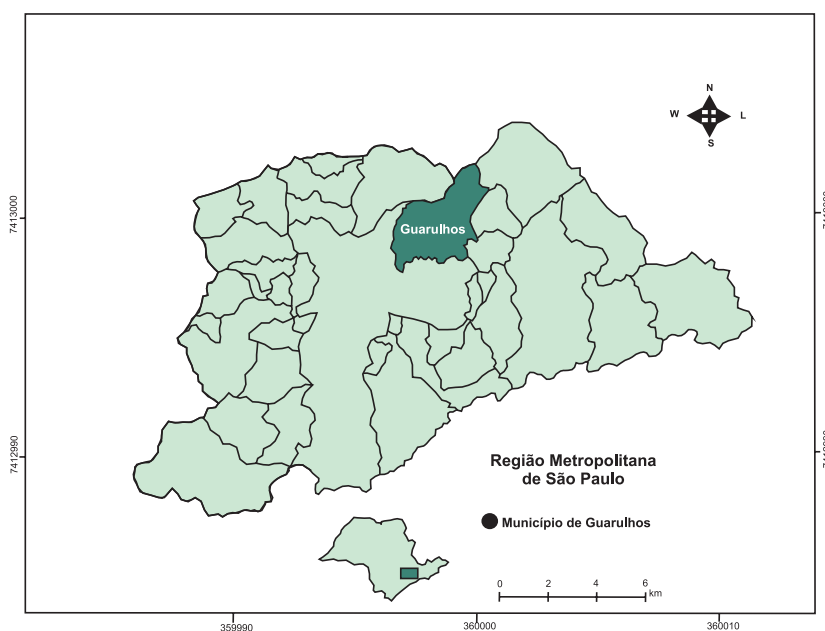 N
W L
S
7413000
Guarulhos
7412990
Região Metropolitana
de São Paulo
Município de Guarulhos
0 2 4 6
km
359990 360000 360010